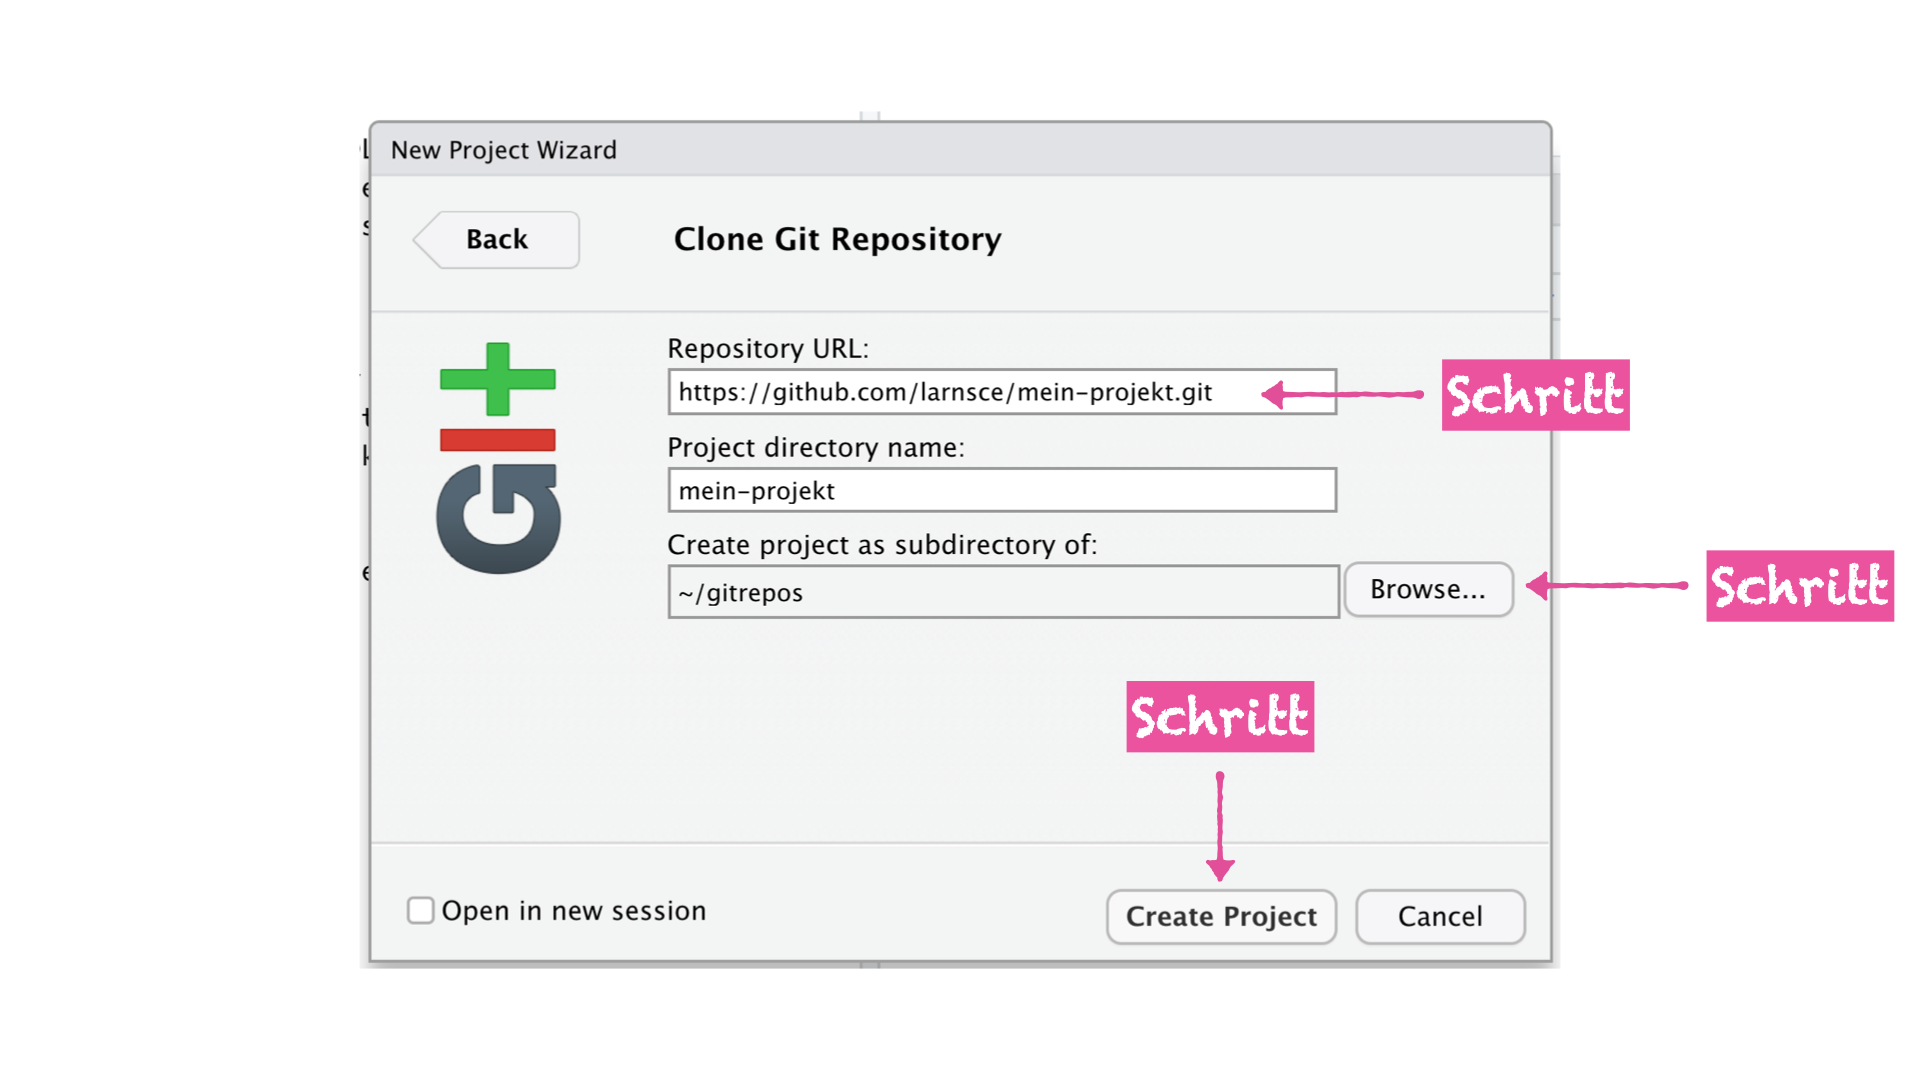 New Project Wizard
Back
Clone Git Repository
GIT+
Repository URL:
https://github.com/larnsce/mein-projekt.git
Schritt
Project directory name:
mein-projekt
Create project as subdirectory of:
~/gitrepos
Browse...
Schritt
Schritt
Open in new session
Create Project
Cancel